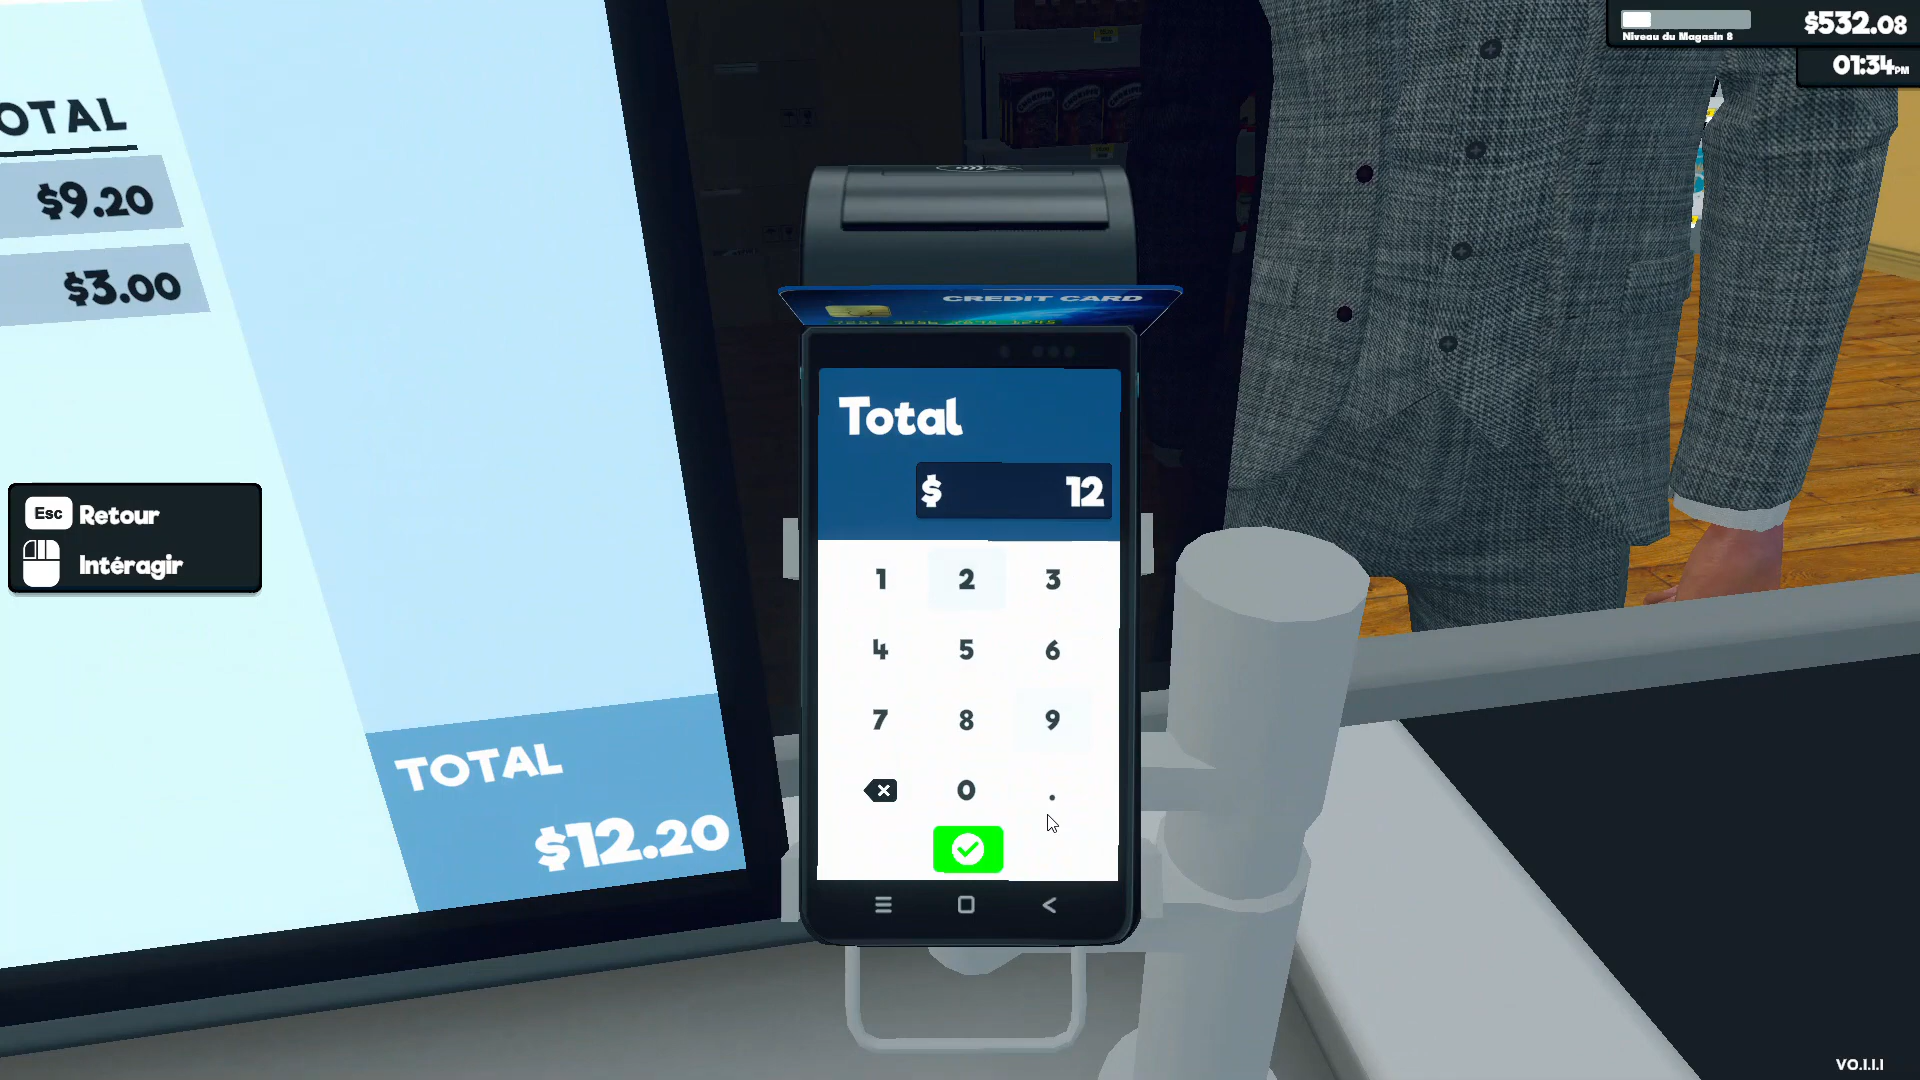 $532.08
Niveau du Magasin 8
01:34PM
OTAL
$9.20
$3.00
CREDIT CARD
Total
$ 12
Esc Retour
Intéragir
1 2 3
4 5 6
7 8 9
0 .
TOTAL
$12.20
V0.1.1.1